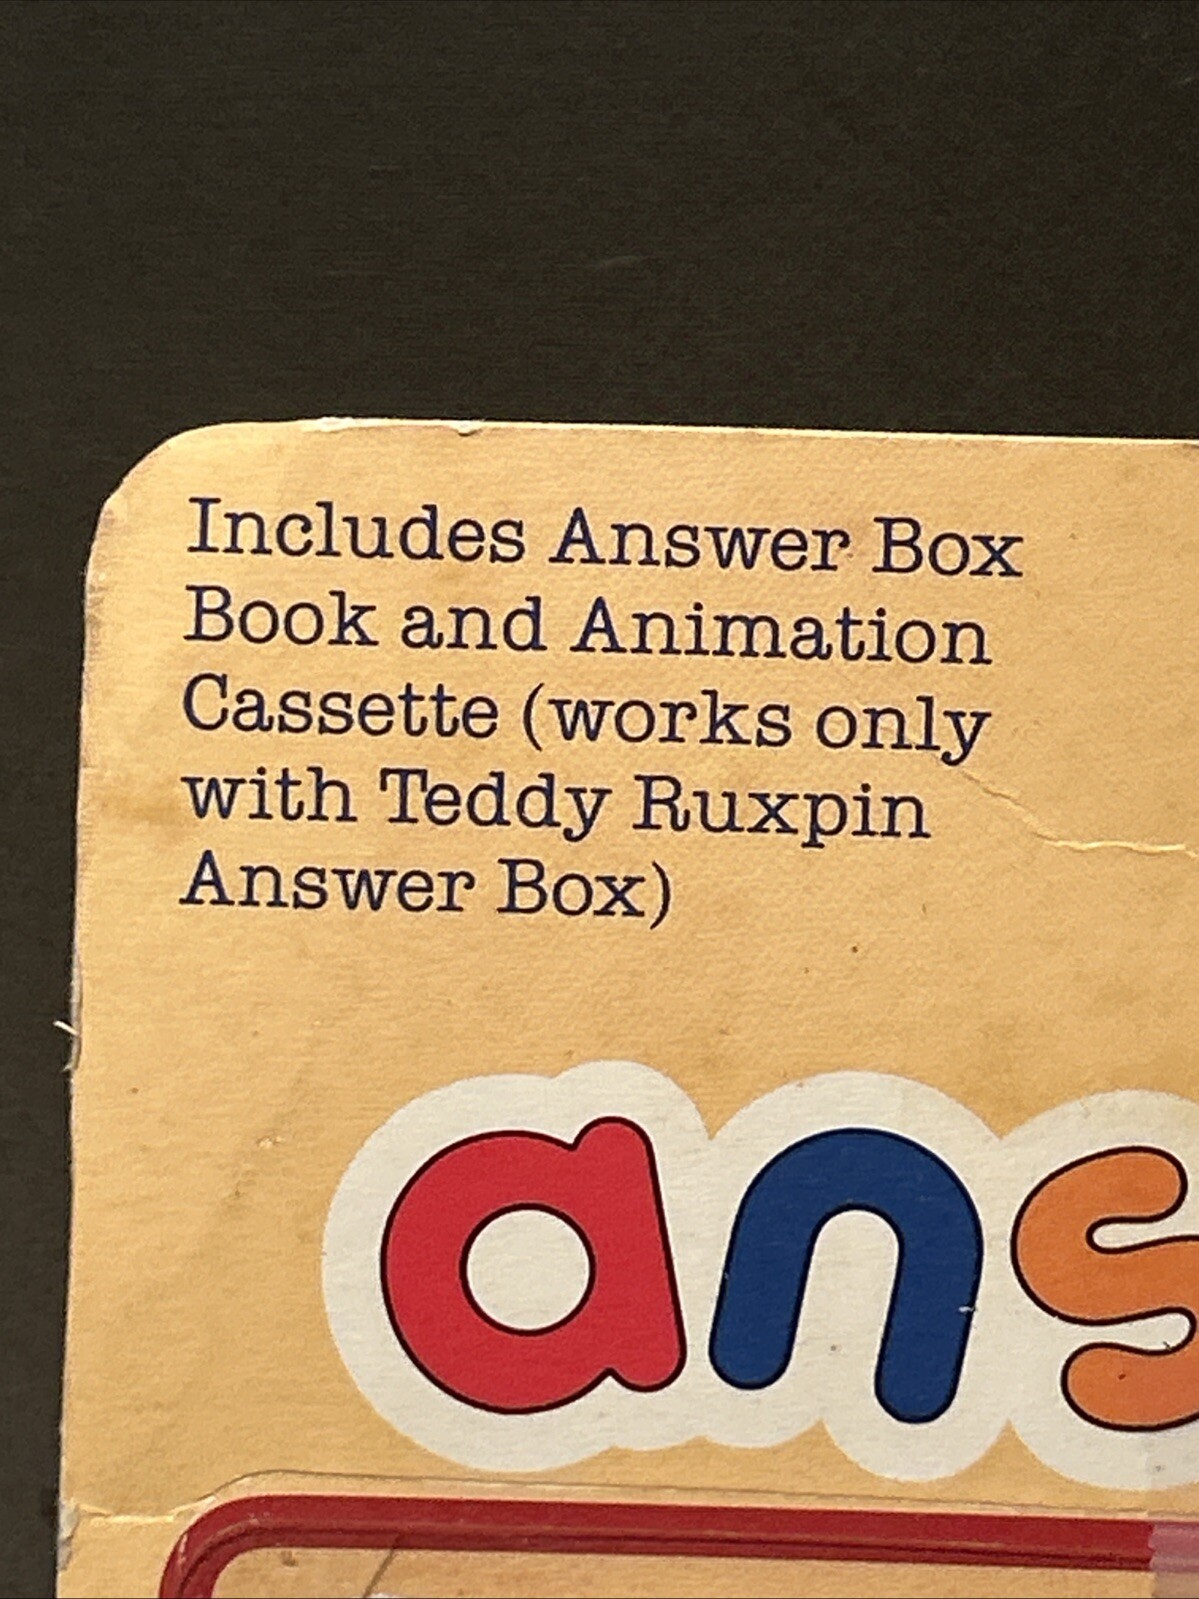 Includes Answer Box
Book and Animation
Cassette (works only
with Teddy Ruxpin
Answer Box)
ans